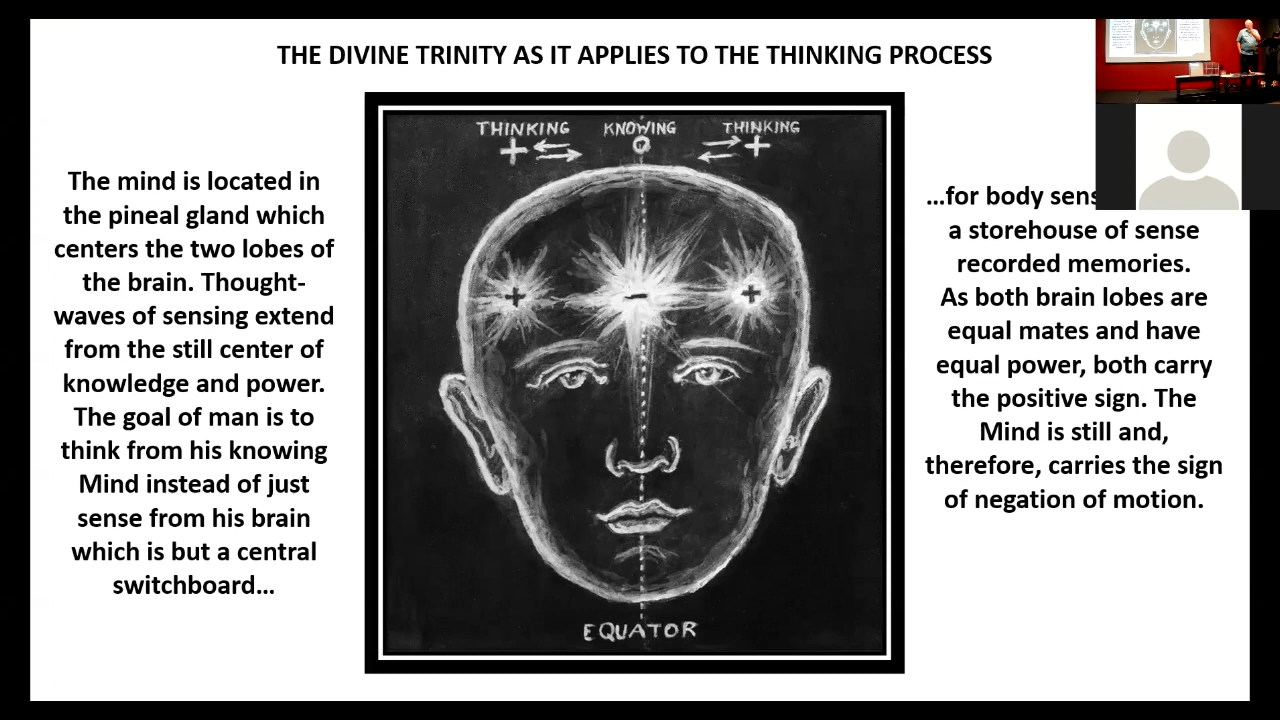 THE DIVINE TRINITY AS IT APPLIES TO THE THINKING PROCESS
The mind is located in
the pineal gland which
centers the two lobes of
the brain. Thought-
waves of sensing extend
from the still center of
knowledge and power.
The goal of man is to
think from his knowing
Mind instead of just
sense from his brain
which is but a central
switchboard…
THINKING KNOWING THINKING
+ +
+ - +
EQUATOR
…for body sens
a storehouse of sense
recorded memories.
As both brain lobes are
equal mates and have
equal power, both carry
the positive sign. The
Mind is still and,
therefore, carries the sign
of negation of motion.